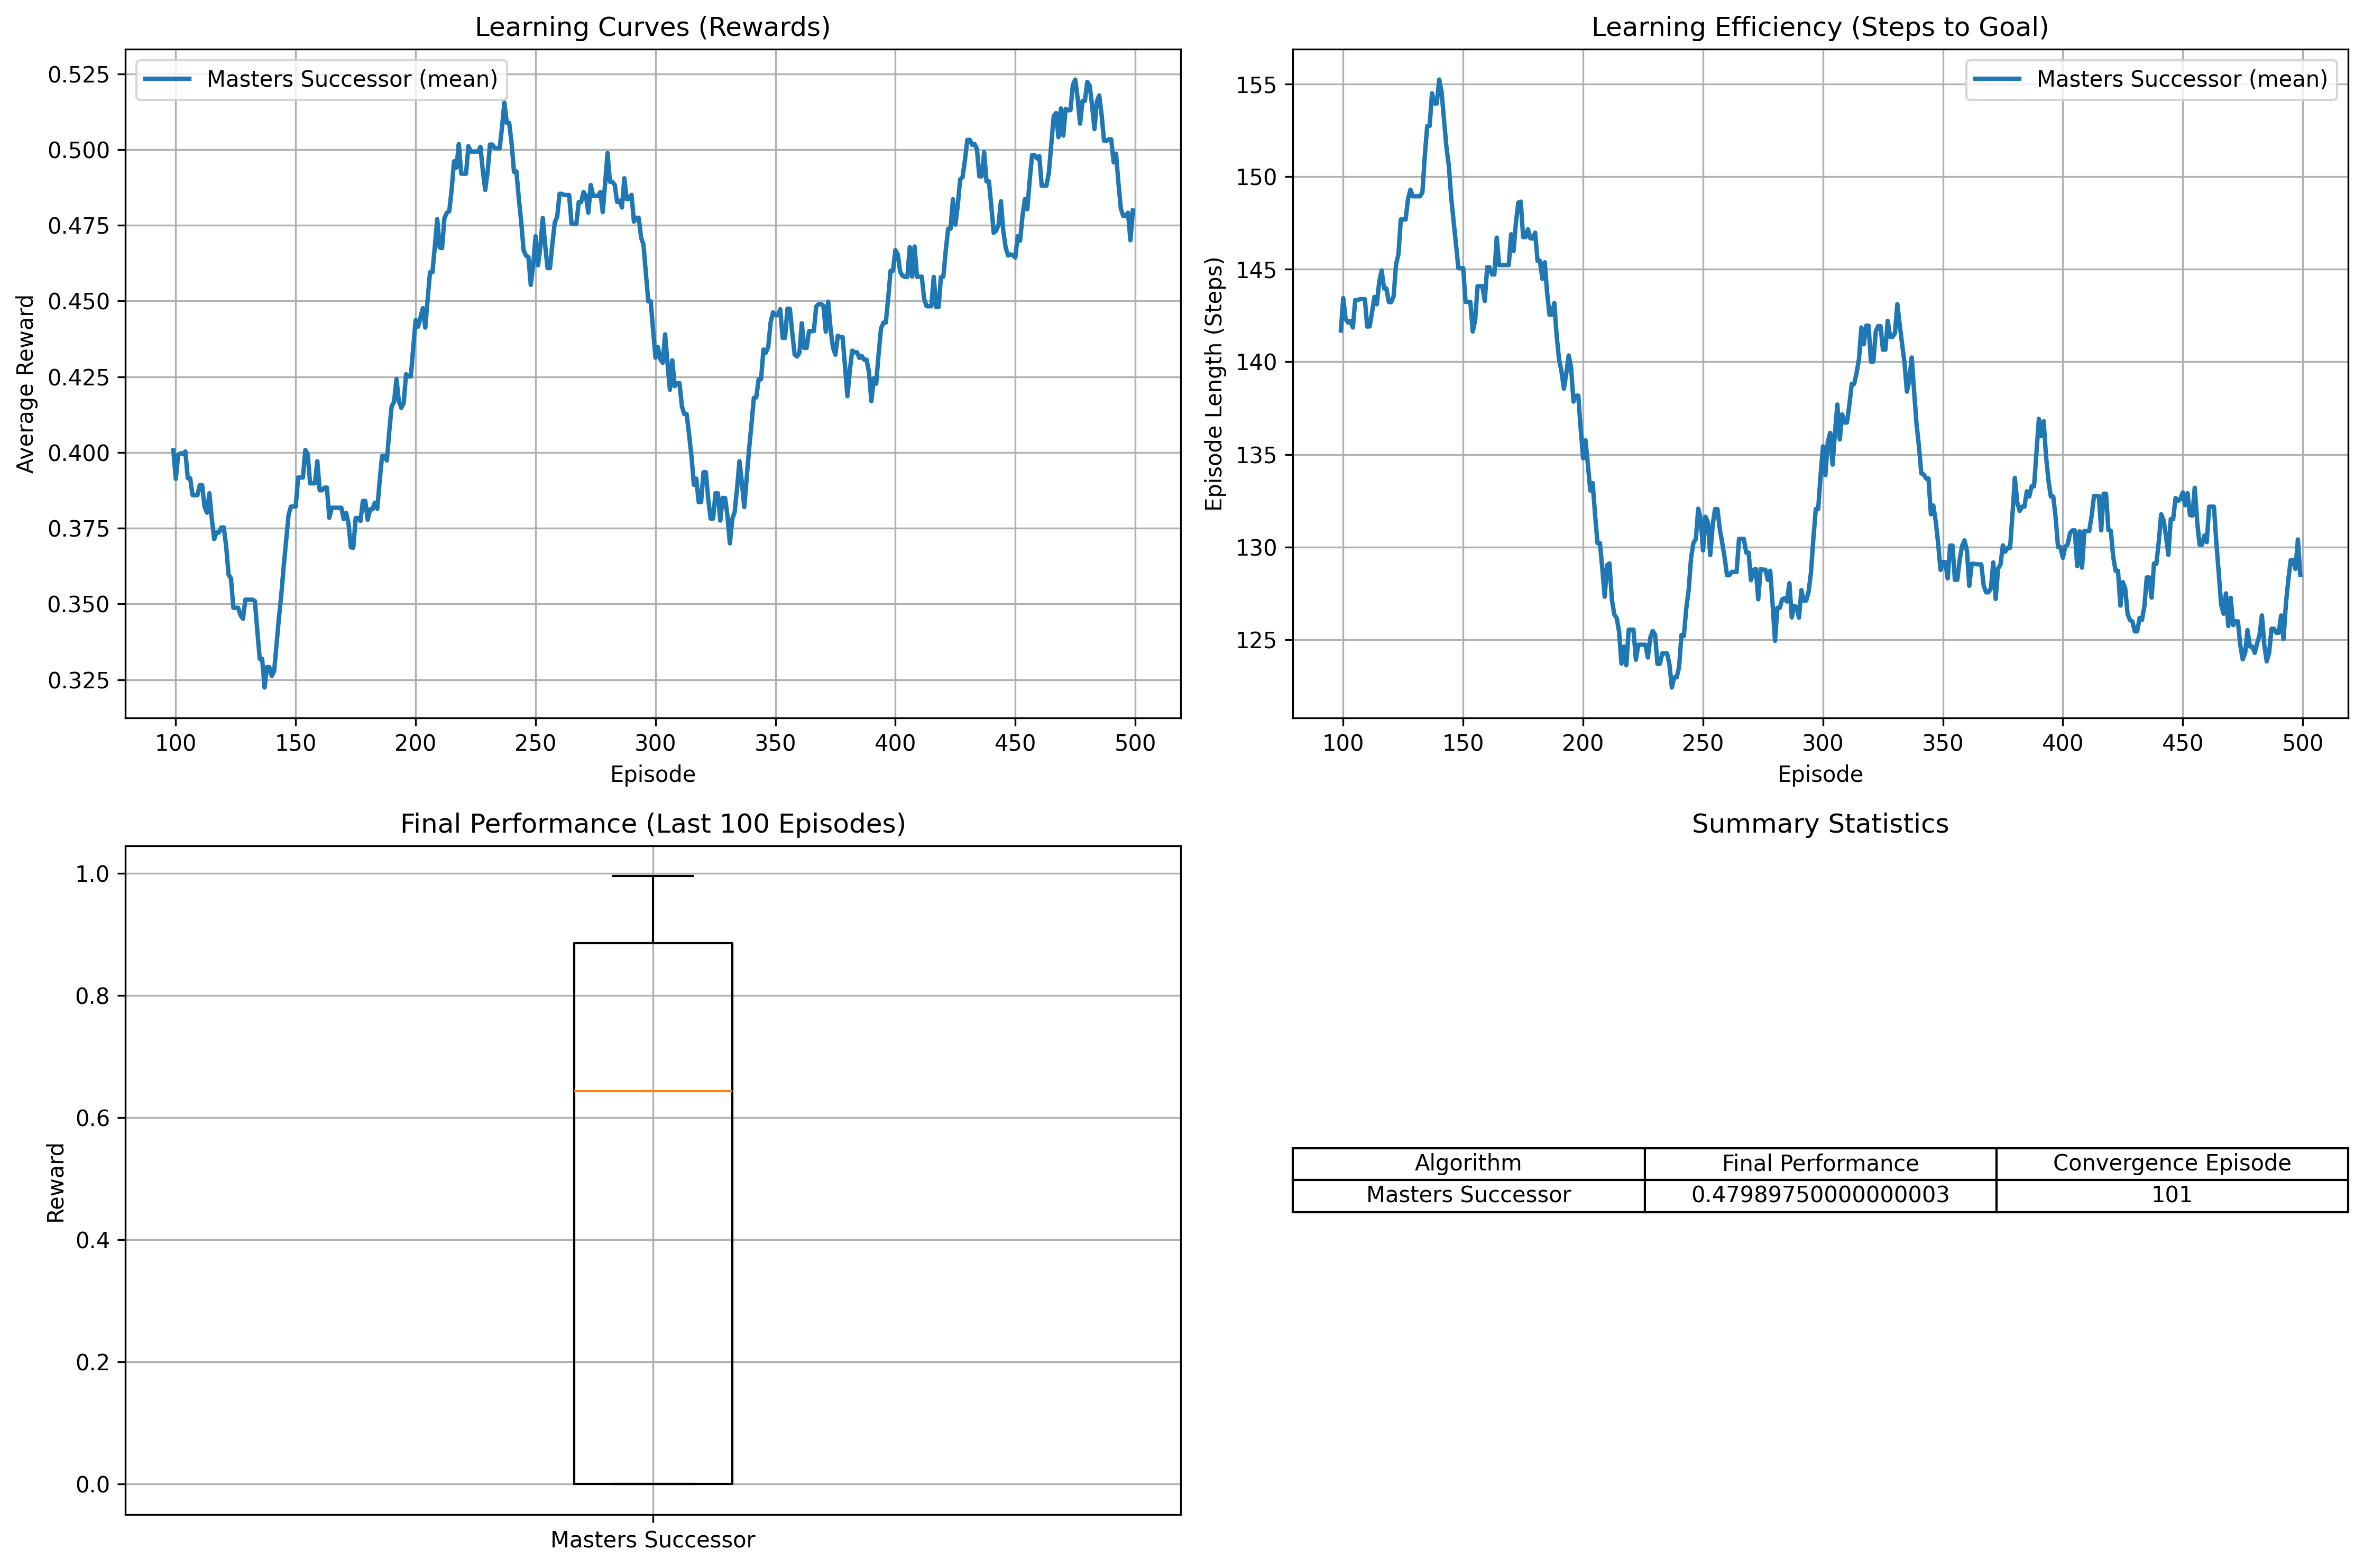 Learning Curves (Rewards)
Masters Successor (mean)
Average Reward
0.525
0.500
0.475
0.450
0.425
0.400
0.375
0.350
0.325
100 150 200 250 300 350 400 450 500
Episode
Learning Efficiency (Steps to Goal)
Masters Successor (mean)
Episode Length (Steps)
155
150
145
140
135
130
125
100 150 200 250 300 350 400 450 500
Episode
Final Performance (Last 100 Episodes)
Reward
1.0
0.8
0.6
0.4
0.2
0.0
Masters Successor
Summary Statistics
Algorithm Final Performance Convergence Episode
Masters Successor 0.47989750000000003 101